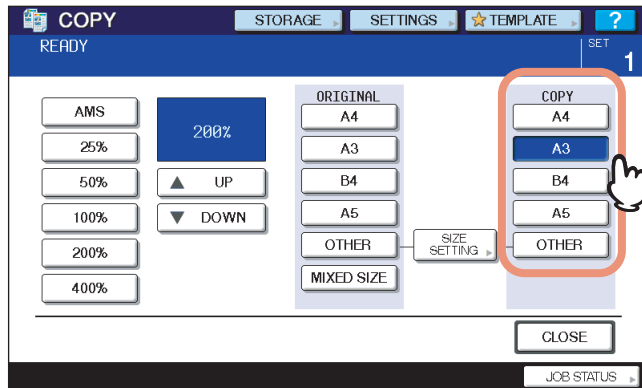 COPY
STORAGE
SETTINGS
TEMPLATE
?
READY
SET
1
AMS
25%
50%
100%
200%
400%
200%
UP
DOWN
ORIGINAL
A4
A3
B4
A5
OTHER
MIXED SIZE
SIZE
SETTING
COPY
A4
A3
B4
A5
OTHER
CLOSE
JOB STATUS